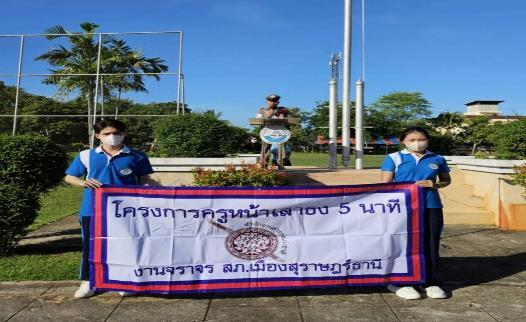 โครงการครูหน้าเสาธง 5 นาที
งานจราจร สภ.เมืองสุราษฎร์ธานี